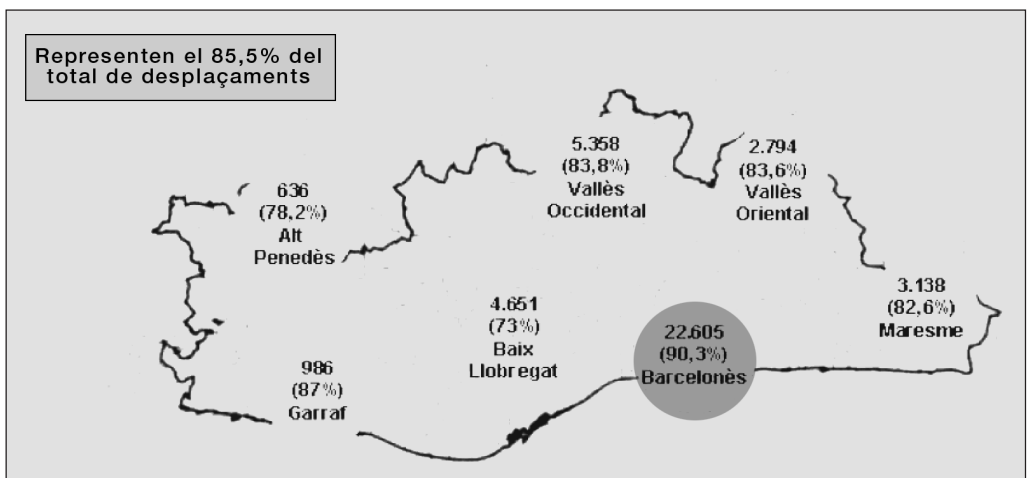 Representen el 85,5% del
total de desplaçaments
5.358
(83,8%)
Vallès
Occidental
2.794
(83,6%)
Vallès
Oriental
636
(78,2%)
Alt
Penedès
3.138
(82,6%)
Maresme
4.651
(73%)
Baix
Llobregat
22.605
(90,3%)
Barcelonès
986
(87%)
Garraf